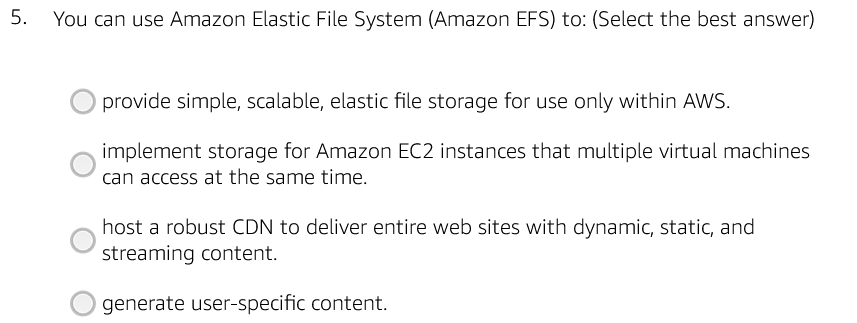 5. You can use Amazon Elastic File System (Amazon EFS) to: (Select the best answer)
provide simple, scalable, elastic file storage for use only within AWS.
implement storage for Amazon EC2 instances that multiple virtual machines
can access at the same time.
host a robust CDN to deliver entire web sites with dynamic, static, and
streaming content.
generate user-specific content.